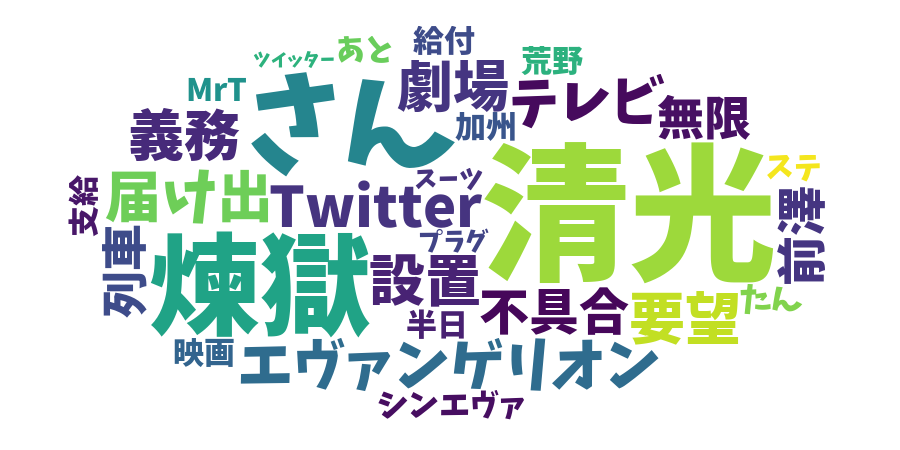 給付
あと
ツイッター
荒野
MrT
さん
劇場
テレビ
無限
義務
加州
清光
ステ
スーツ
支給
届け出
Twitter
前澤
プラグ
列車
煉獄
設置
不具合
要望
たん
半日
映画
エヴァンゲリオン
シンエヴァ